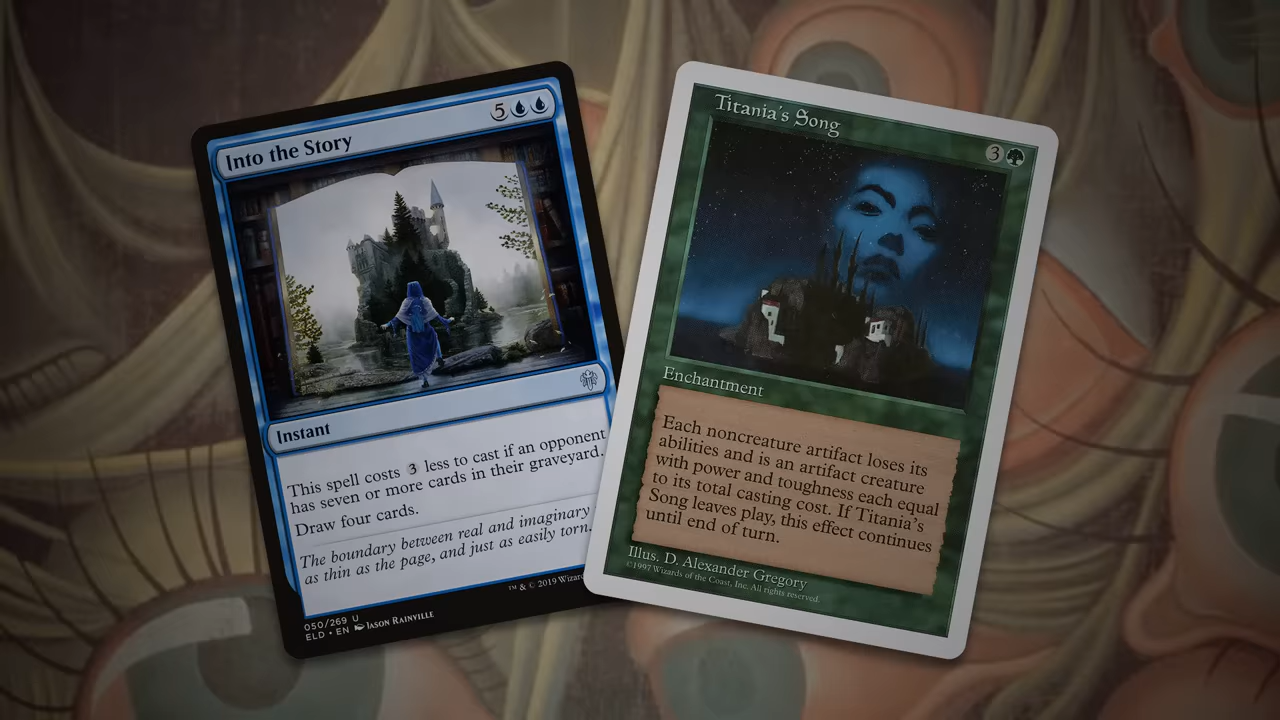 Into the Story
5
Instant
This spell costs 3 less to cast if an opponent
has seven or more cards in their graveyard.
Draw four cards.
The boundary between real and imaginary
as thin as the page, and just as easily torn.
050/269 U
ELD • EN JASON RAINVILLE
™ & © 2019 Wizar
Titania's Song
3
Enchantment
Each noncreature artifact loses its
abilities and is an artifact creature
with power and toughness each equal
to its total casting cost. If Titania's
Song leaves play, this effect continues
until end of turn.
Illus. D. Alexander Gregory
©1997 Wizards of the Coast, Inc. All rights reserved.